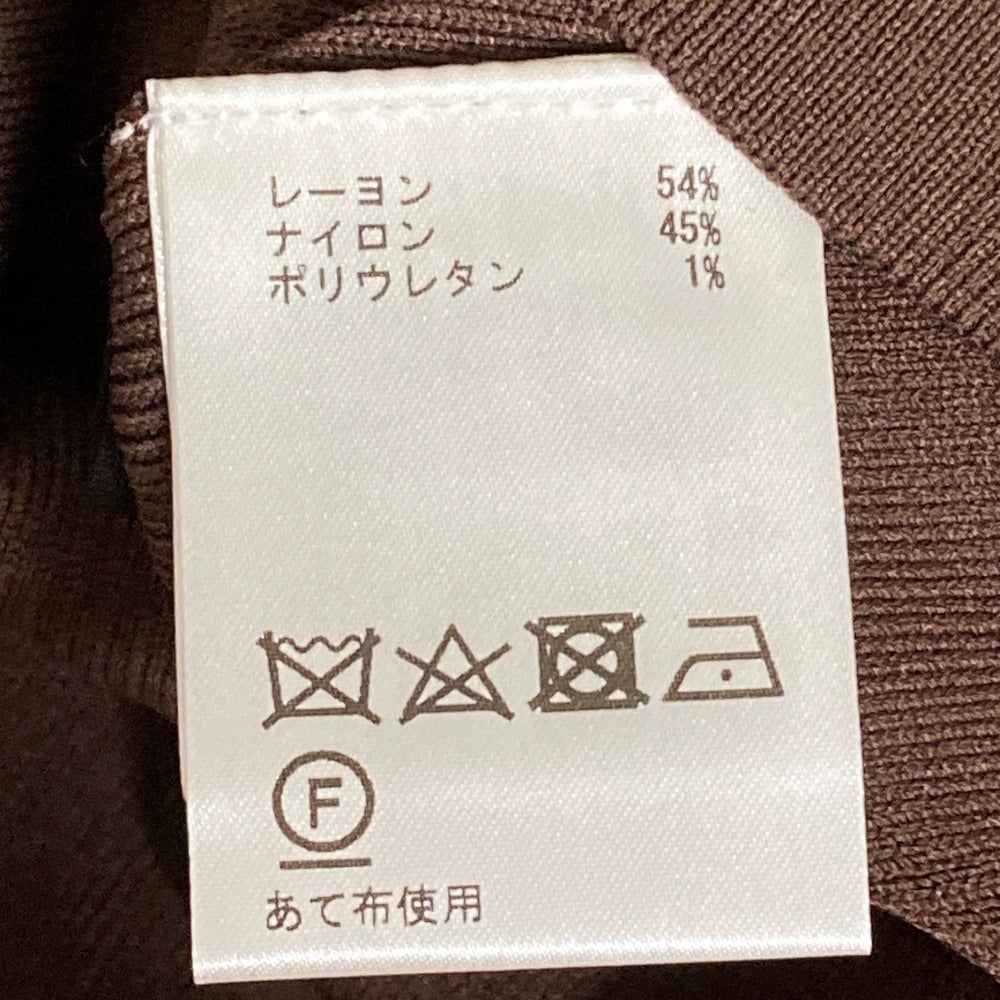 レーヨン 54%
ナイロン 45%
ポリウレタン 1%
F
あて布使用